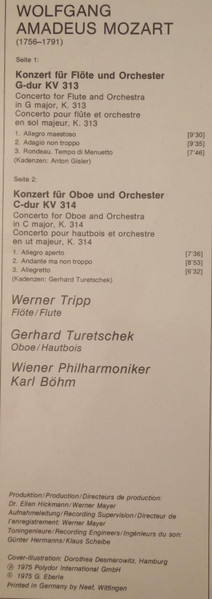 WOLFGANG
AMADEUS MOZART
(1756–1791)
Seite 1:
Konzert für Flöte und Orchester
G-dur KV 313
Concerto for Flute and Orchestra
in G major, K. 313
Concerto pour flûte et orchestre
en sol majeur, K. 313
1. Allegro maestoso [9'30]
2. Adagio non troppo [9'35]
3. Rondeau. Tempo di Menuetto [7'46]
(Kadenzen: Anton Gisler)
Seite 2:
Konzert für Oboe und Orchester
C-dur KV 314
Concerto for Oboe and Orchestra
in C major, K. 314
Concerto pour hautbois et orchestre
en ut majeur, K. 314
1. Allegro aperto [7'36]
2. Andante ma non troppo [8'53]
3. Allegretto [6'32]
(Kadenzen: Gerhard Turetschek)
Werner Tripp
Flöte/Flute
Gerhard Turetschek
Oboe/Hautbois
Wiener Philharmoniker
Karl Böhm
Produktion/Production/Directeurs de production:
Dr. Ellen Hickmann/Werner Mayer
Aufnahmeleitung/Recording Supervision/Directeur de
l'enregistrement: Werner Mayer
Toningenieure/Recording Engineers/Ingénieurs du son:
Günter Hermanns/Klaus Scheibe
Cover-Illustration: Dorothea Desmarowitz, Hamburg
℗ 1975 Polydor International GmbH
© 1975 G. Eberle
Printed in Germany by Neef, Wittingen